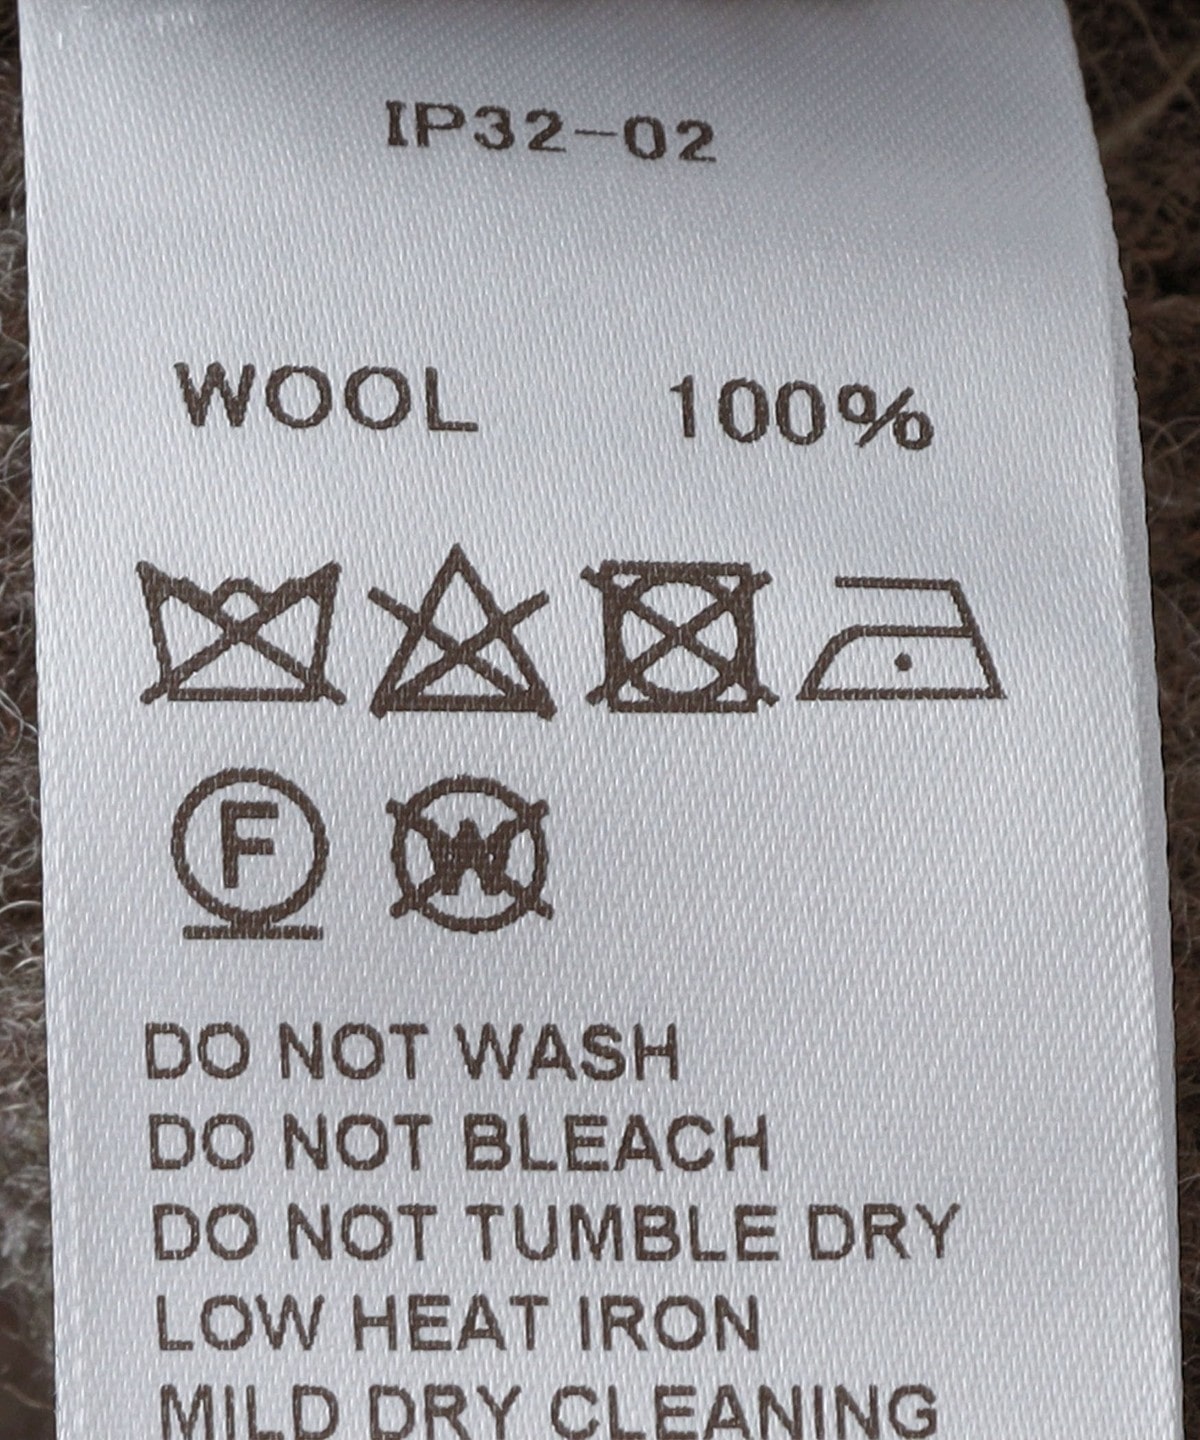 IP32-02
WOOL 100%
F W
DO NOT WASH
DO NOT BLEACH
DO NOT TUMBLE DRY
LOW HEAT IRON
MILD DRY CLEANING